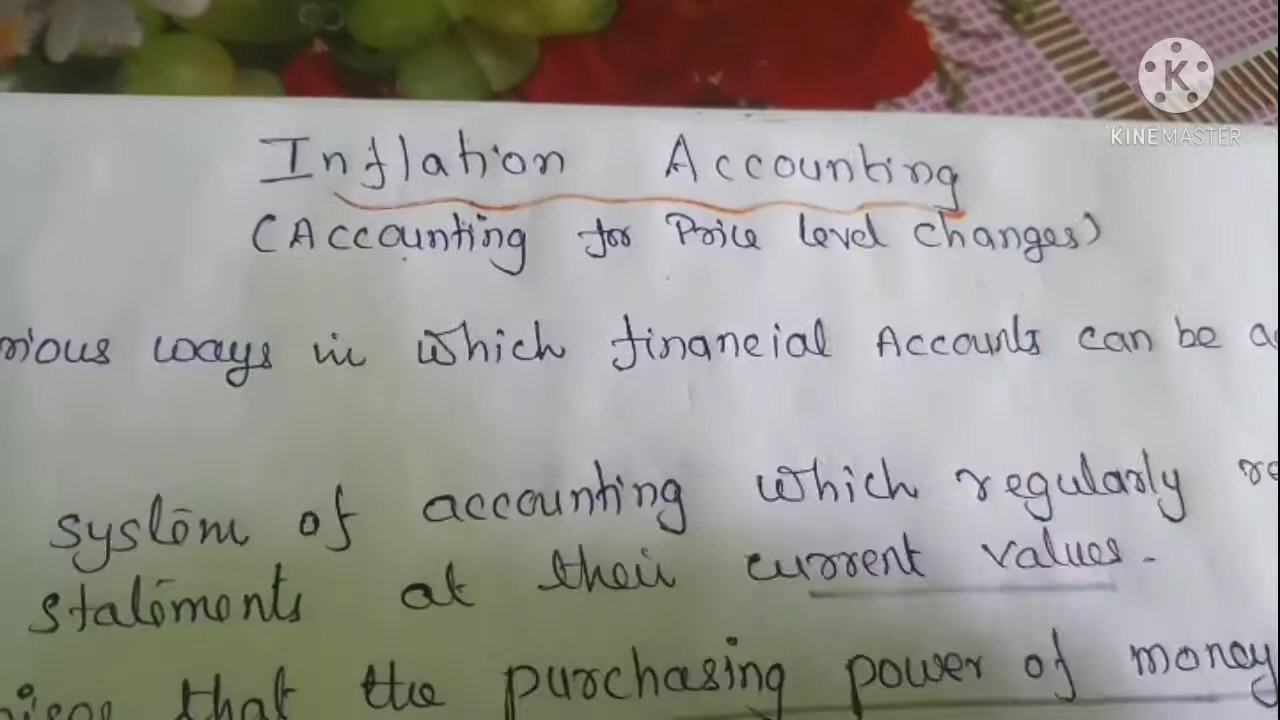 KINEMASTER
Inflation Accounting
(Accounting for Price level changes)
ways in which financial Accounts can be
system of accounting which regularly
statements at their current values.
that the purchasing power of money